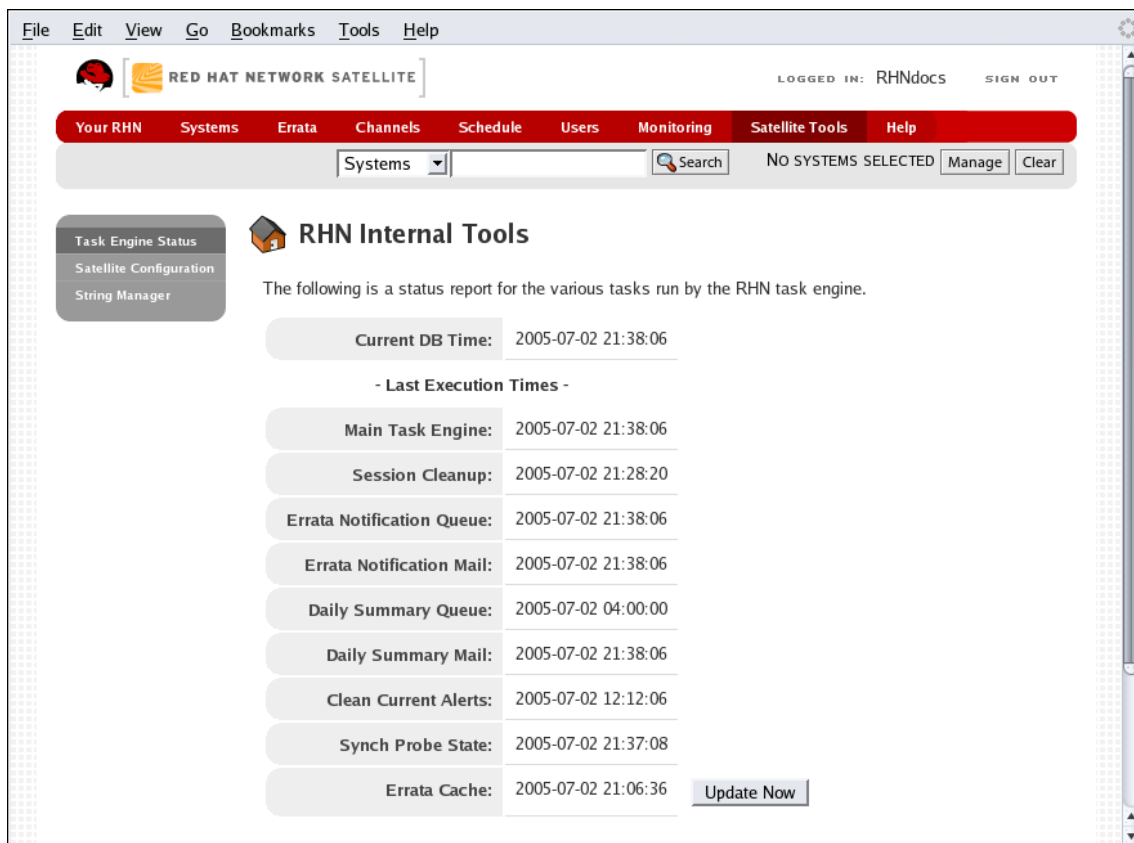 File Edit View Go Bookmarks Tools Help
RED HAT NETWORK SATELLITE
LOGGED IN: RHNdocs SIGN OUT
Your RHN Systems Errata Channels Schedule Users Monitoring Satellite Tools Help
Systems Search NO SYSTEMS SELECTED Manage Clear
Task Engine Status
Satellite Configuration
String Manager
RHN Internal Tools
The following is a status report for the various tasks run by the RHN task engine.
Current DB Time: 2005-07-02 21:38:06
- Last Execution Times -
Main Task Engine: 2005-07-02 21:38:06
Session Cleanup: 2005-07-02 21:28:20
Errata Notification Queue: 2005-07-02 21:38:06
Errata Notification Mail: 2005-07-02 21:38:06
Daily Summary Queue: 2005-07-02 04:00:00
Daily Summary Mail: 2005-07-02 21:38:06
Clean Current Alerts: 2005-07-02 12:12:06
Synch Probe State: 2005-07-02 21:37:08
Errata Cache: 2005-07-02 21:06:36 Update Now